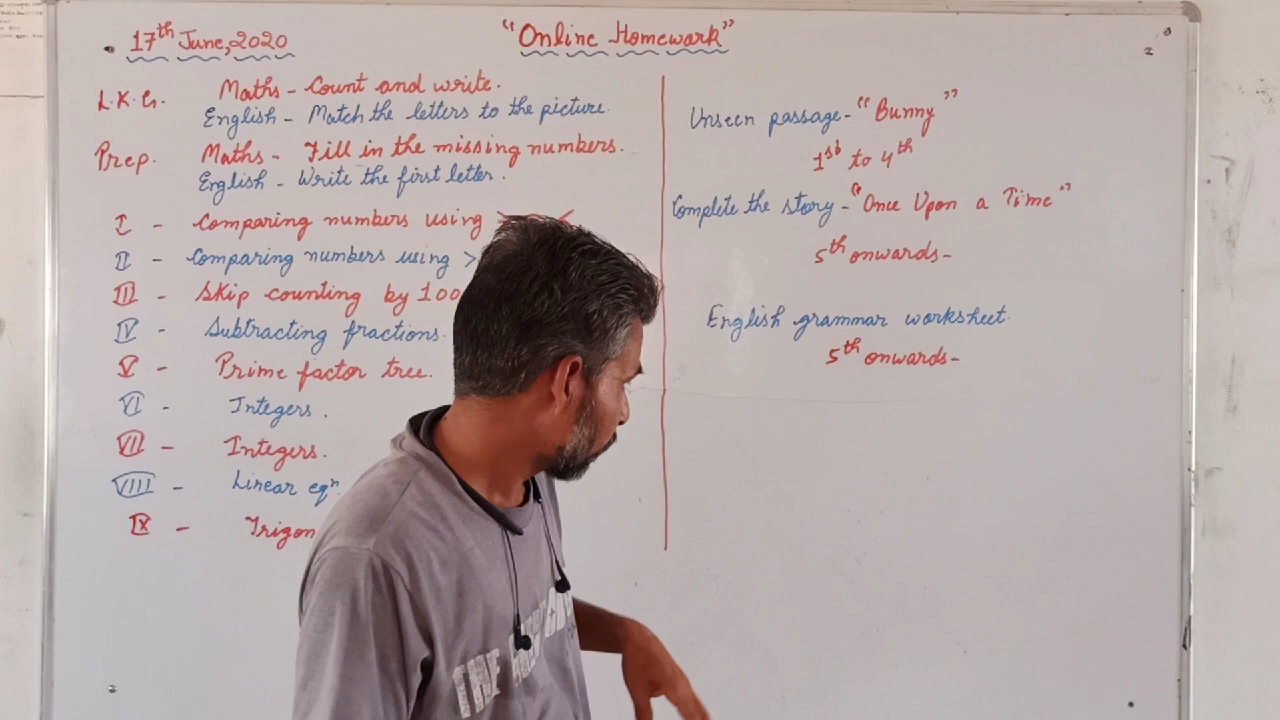 17th June, 2020
"Online Homework"
L.K.G. Maths - Count and write.
English - Match the letters to the picture.
Prep. Maths - Fill in the missing numbers.
English - Write the first letter.
I - Comparing numbers using
II - Comparing numbers using >
III - Skip counting by 100
IV - Subtracting fractions.
V - Prime factor tree.
VI - Integers.
VII - Integers.
VIII - Linear eqn.
IX - Trigon
Unseen passage - "Bunny"
1st to 4th
Complete the story - "Once Upon a Time"
5th onwards -
English grammar worksheet.
5th onwards -
THE